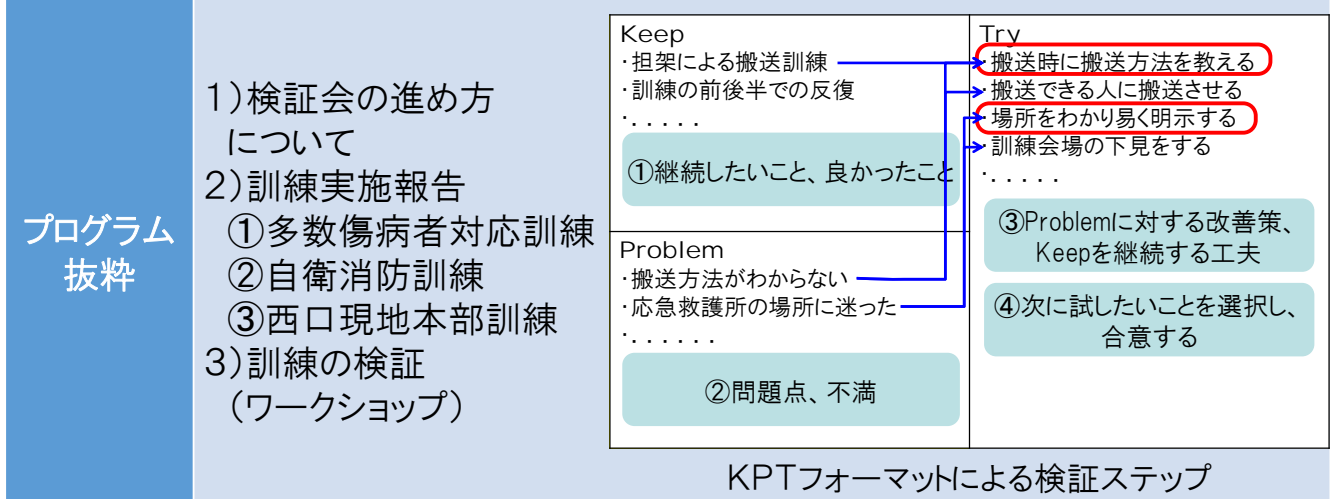 プログラム
抜粋
1)検証会の進め方
について
2)訓練実施報告
①多数傷病者対応訓練
②自衛消防訓練
③西口現地本部訓練
3)訓練の検証
(ワークショップ)
Keep
・担架による搬送訓練
・訓練の前後半での反復
・.....
①継続したいこと、良かったこと
Problem
・搬送方法がわからない
・応急救護所の場所に迷った
・......
②問題点、不満
Try
・搬送時に搬送方法を教える
・搬送できる人に搬送させる
・場所をわかり易く明示する
・訓練会場の下見をする
・.....
③Problemに対する改善策、
Keepを継続する工夫
④次に試したいことを選択し、
合意する
KPTフォーマットによる検証ステップ